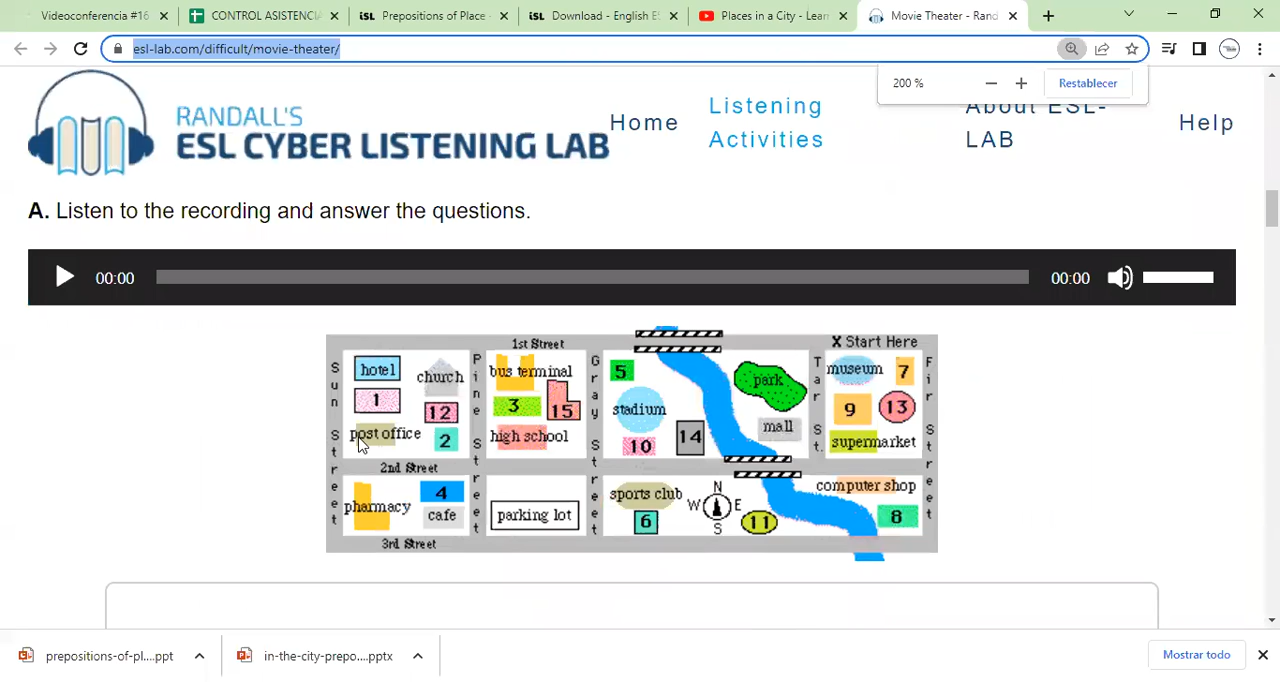 Videoconferencia #16
CONTROL ASISTENCIA
iSL Prepositions of Place -
iSL Download - English E
Places in a City - Lear
Movie Theater - Rand
esl-lab.com/difficult/movie-theater/
200 %
Restablecer
RANDALL'S
ESL CYBER LISTENING LAB
Home
Listening
Activities
About ESL-
LAB
Help
A. Listen to the recording and answer the questions.
00:00
00:00
1st Street
X Start Here
Sun Street
hotel
church
1
12
post office
2
Pine Street
bus terminal
3
15
high school
Gray Street
5
stadium
10
14
park
mall
Tar St.
museum
7
9
13
supermarket
Fir Street
2nd Street
pharmacy
4
cafe
parking lot
sports club
6
N
W
E
S
11
computer shop
8
3rd Street
prepositions-of-pl....ppt
in-the-city-prepo....pptx
Mostrar todo